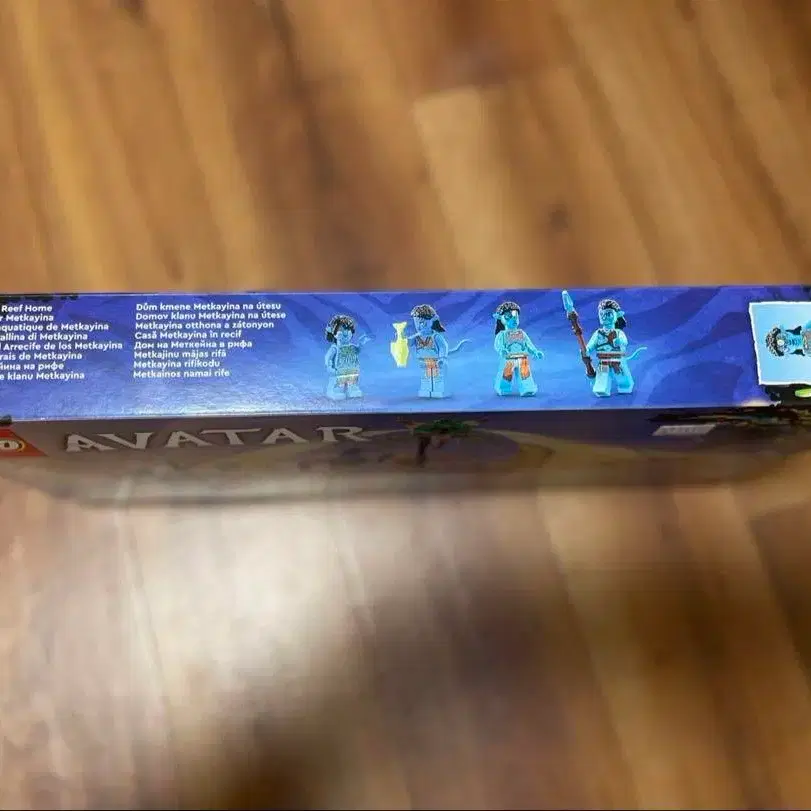 Reef Home
Metkayina
quatique de Metkayina
allina di Metkayina
Arrecife de los Metkayina
rais de Metkayina
на рифе
klanu Metkayina
Dům kmene Metkayina na útesu
Domov klanu Metkayina na útese
Metkayina otthona a zátonyon
Casă Metkayina în recif
Дом на Меткейна в рифа
Metkajinu mājas rifā
Metkayina rifikodu
Metkainos namai rife
AVATAR